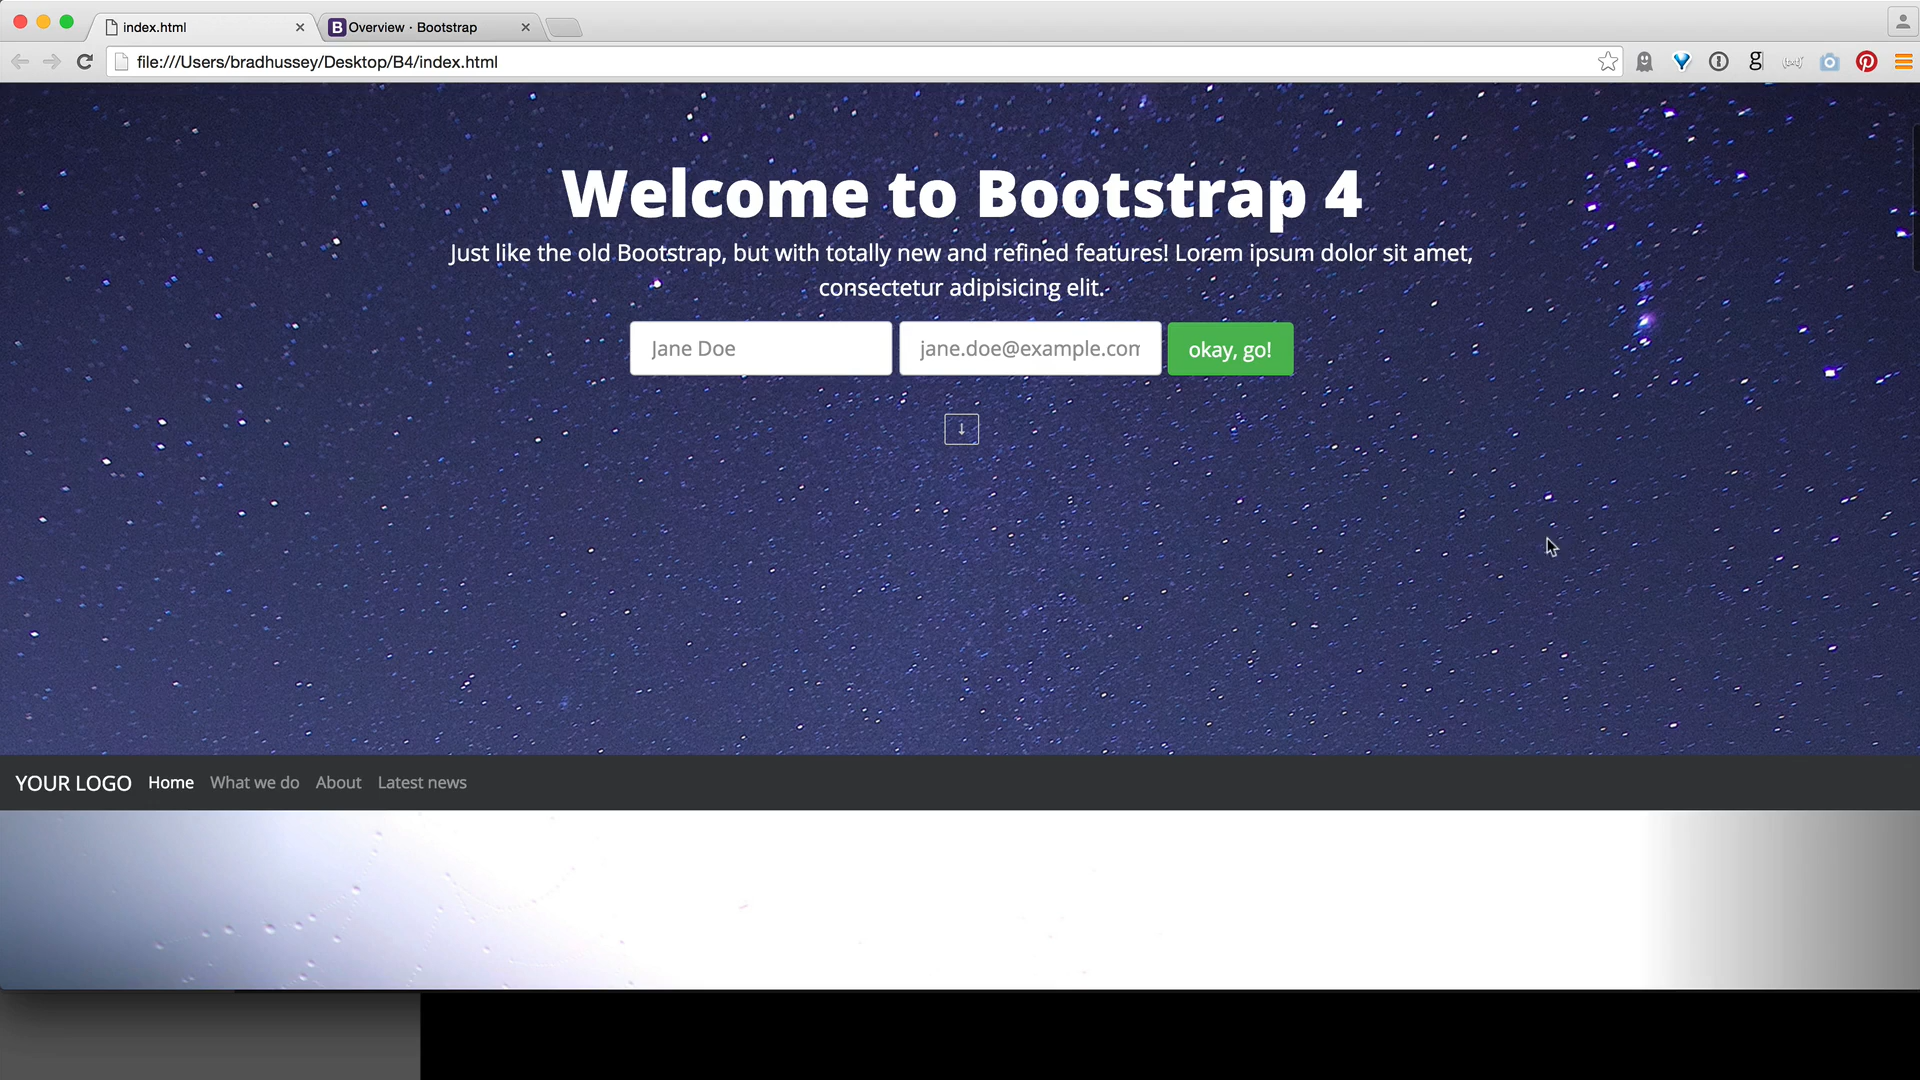 index.html
B Overview · Bootstrap
file:///Users/bradhussey/Desktop/B4/index.html
Welcome to Bootstrap 4
Just like the old Bootstrap, but with totally new and refined features! Lorem ipsum dolor sit amet,
consectetur adipisicing elit.
Jane Doe
jane.doe@example.com
okay, go!
↓
YOUR LOGO Home What we do About Latest news